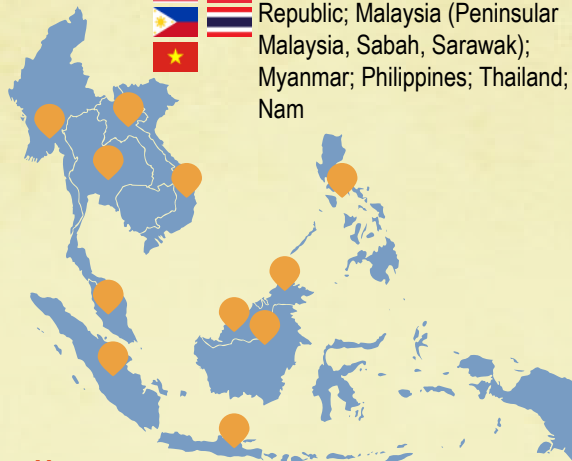 Republic; Malaysia (Peninsular
Malaysia, Sabah, Sarawak);
Myanmar; Philippines; Thailand;
Nam